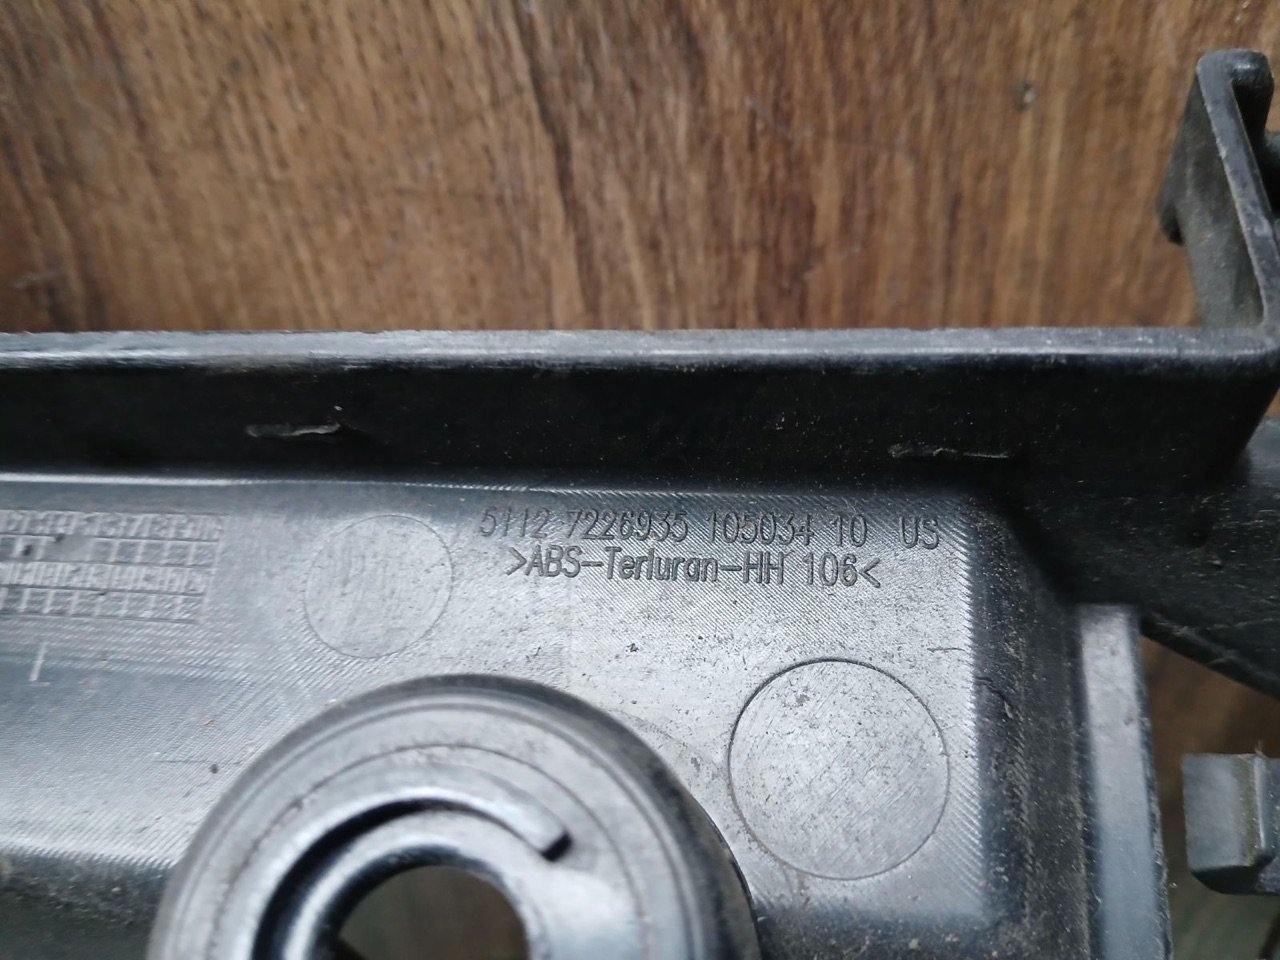 5112 7226935 105034 10 US
>ABS-Terluran-HH 106<